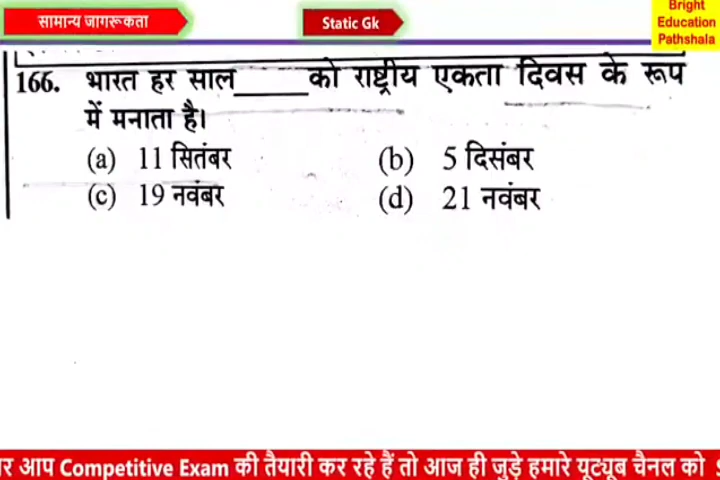 सामान्य जागरूकता
Static Gk
Bright
Education
Pathshala
166. भारत हर साल_____को राष्ट्रीय एकता दिवस के रूप
में मनाता है।
(a) 11 सितंबर (b) 5 दिसंबर
(c) 19 नवंबर (d) 21 नवंबर
आप Competitive Exam की तैयारी कर रहे हैं तो आज ही जुड़े हमारे यूट्यूब चैनल को